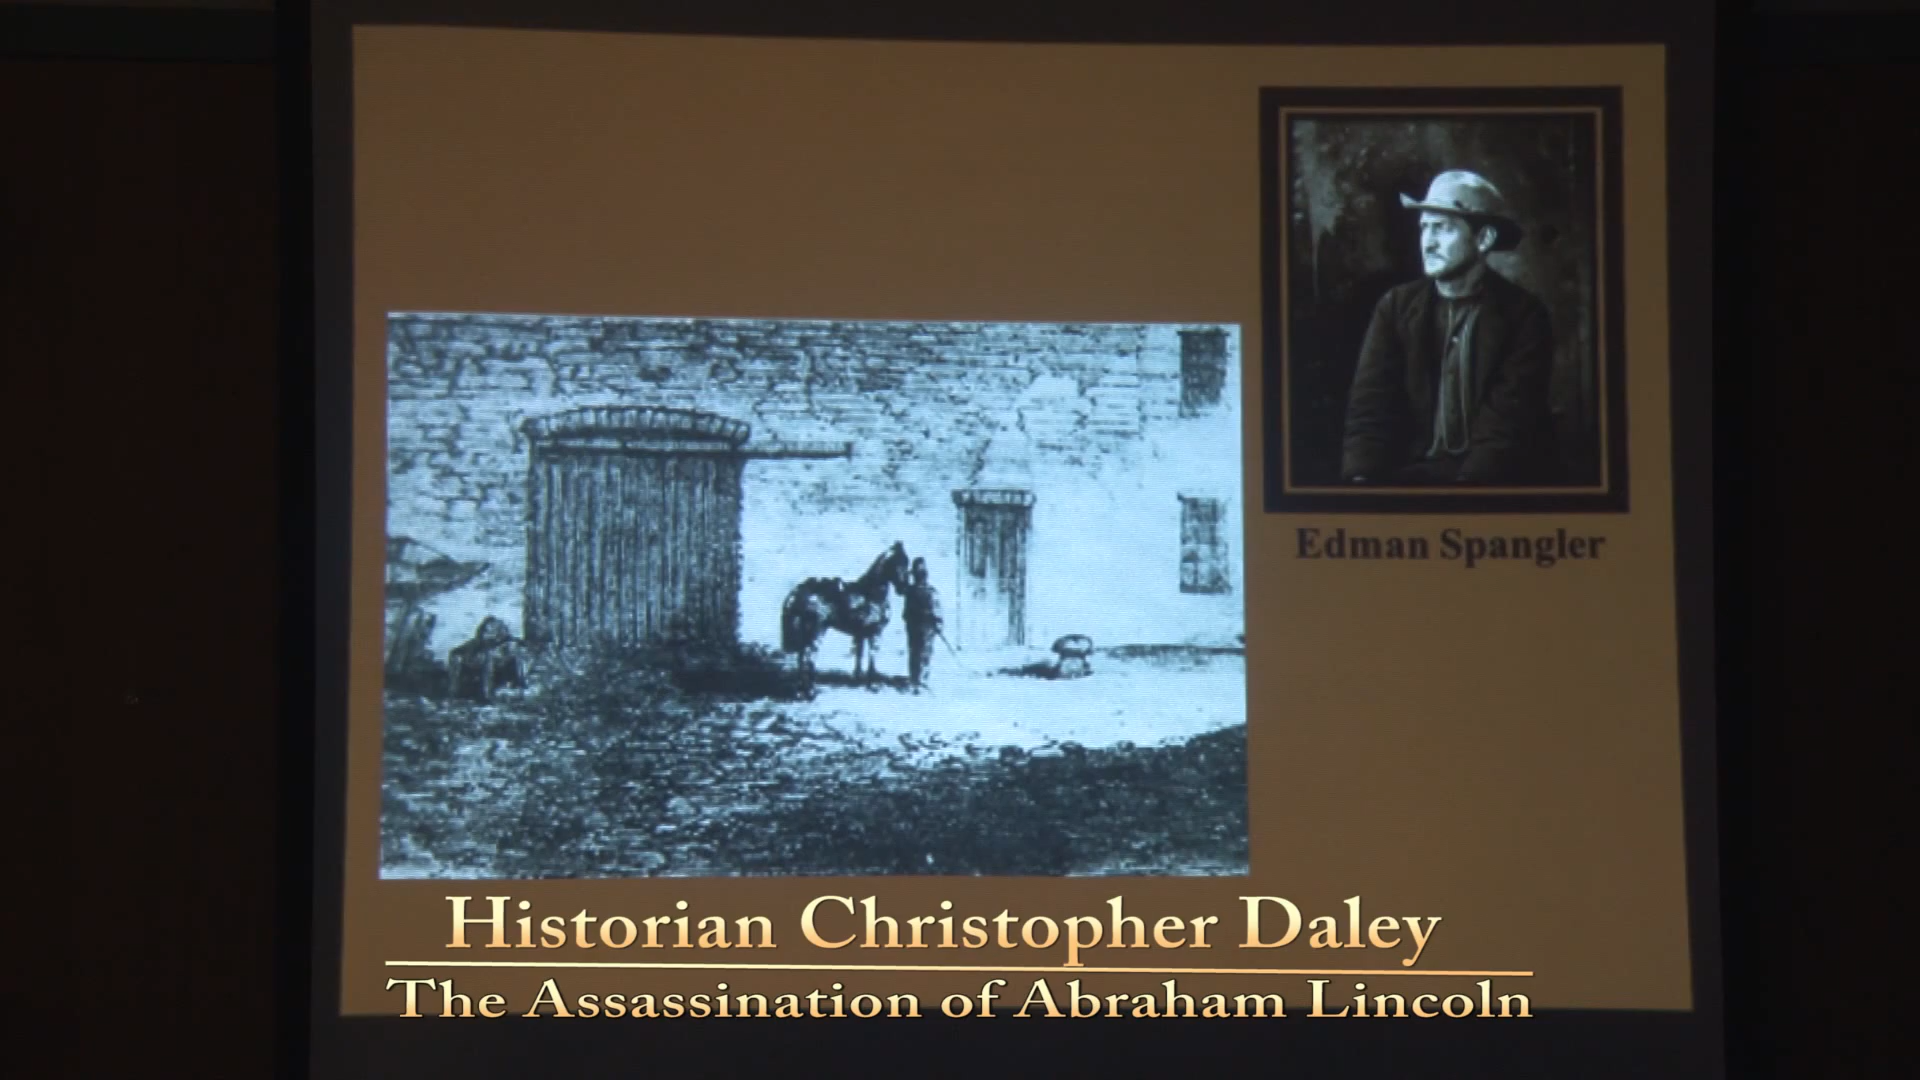 Edman Spangler
Historian Christopher Daley
The Assassination of Abraham Lincoln